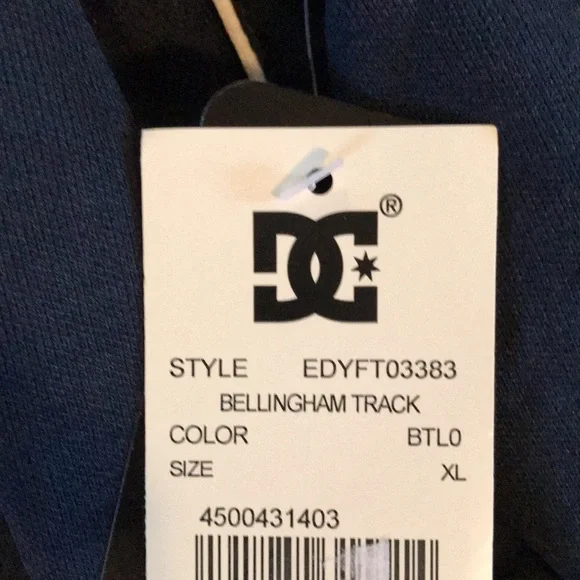 DC®
STYLE EDYFT03383
BELLINGHAM TRACK
COLOR BTL0
SIZE XL
4500431403